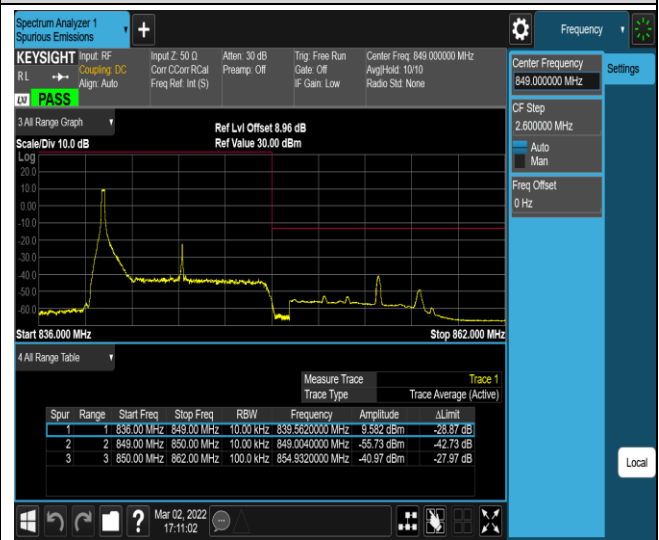 Spectrum Analyzer 1
Spurious Emissions
+
Frequency
KEYSIGHT Input: RF
RL
Coupling: DC
Align: Auto
Input Z: 50 Ω
Corr CCorr RCal
Freq Ref: Int (S)
Atten: 30 dB
Preamp: Off
Trig: Free Run
Gate: Off
IF Gain: Low
Center Freq: 849.000000 MHz
Avg|Hold: 10/10
Radio Std: None
LXI PASS
Center Frequency
849.000000 MHz
Settings
CF Step
2.600000 MHz
Auto
Man
Freq Offset
0 Hz
3 All Range Graph
Scale/Div 10.0 dB
Ref Lvl Offset 8.96 dB
Ref Value 30.00 dBm
Log
20.0
10.0
0.00
-10.0
-20.0
-30.0
-40.0
-50.0
-60.0
Start 836.000 MHz
Stop 862.000 MHz
4 All Range Table
Measure Trace Trace 1
Trace Type Trace Average (Active)
Spur Range Start Freq Stop Freq RBW Frequency Amplitude ΔLimit
1 1 836.00 MHz 849.00 MHz 10.00 kHz 839.5620000 MHz 9.582 dBm -28.87 dB
2 2 849.00 MHz 850.00 MHz 10.00 kHz 849.0040000 MHz -55.73 dBm -42.73 dB
3 3 850.00 MHz 862.00 MHz 100.0 kHz 854.9320000 MHz -40.97 dBm -27.97 dB
Local
?
Mar 02, 2022
17:11:02